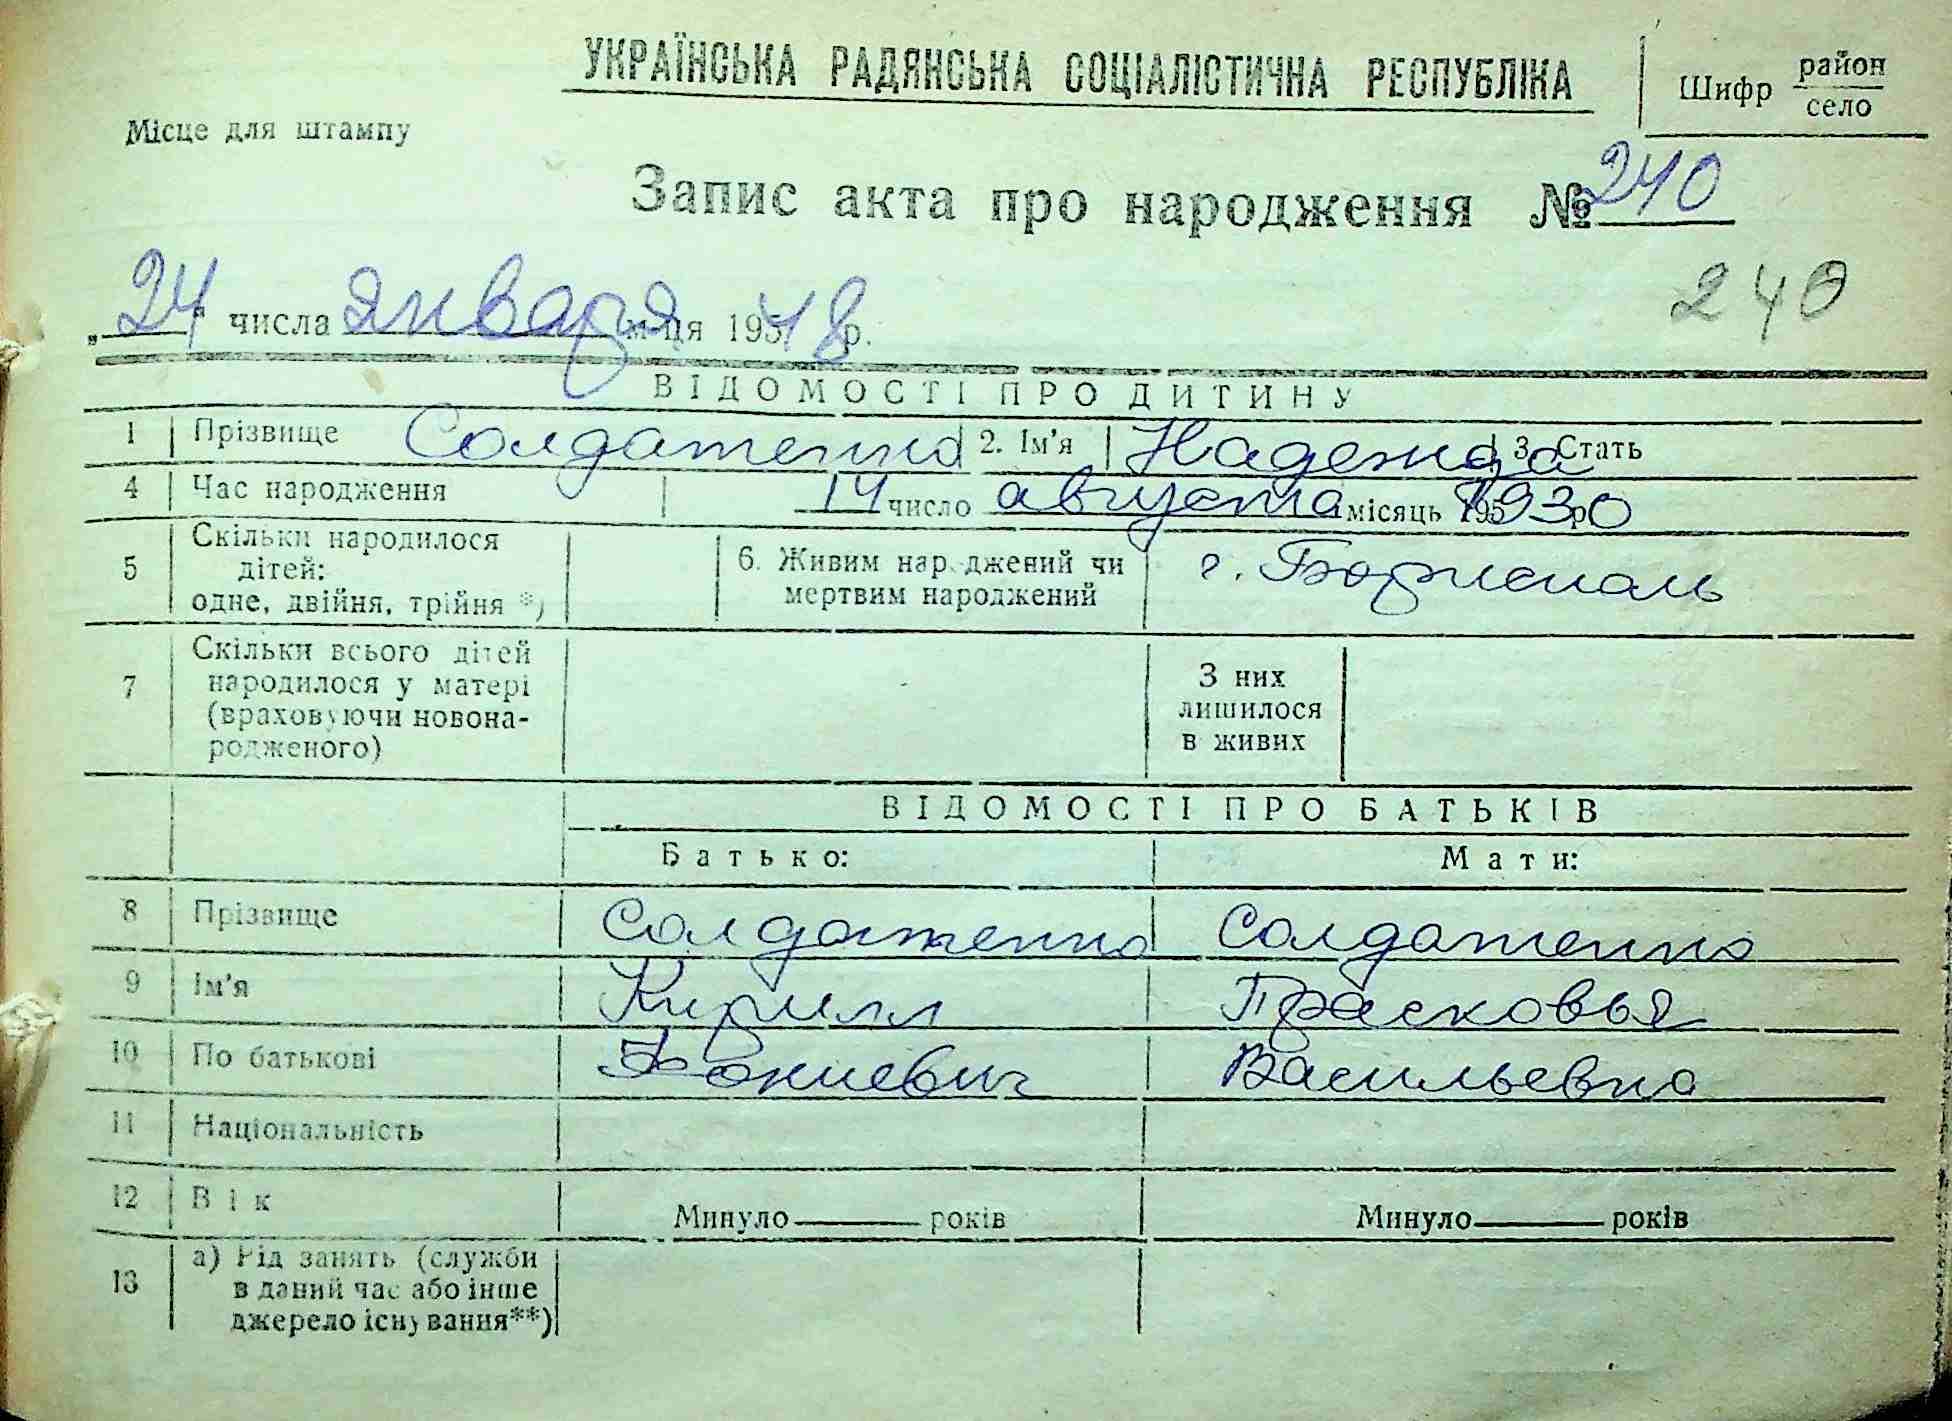 УКРАЇНСЬКА РАДЯНСЬКА СОЦІАЛІСТИЧНА РЕСПУБЛІКА
Шифр район село
Місце для штампу
Запис акта про народження № 240
240
„24" числа января м-ця 1948 р.
ВІДОМОСТІ ПРО ДИТИНУ
1 Прізвище Солдатенко 2. Ім'я Надежда 3. Стать
4 Час народження 14 число августа місяць 1930 р
5 Скільки народилося дітей: одне, двійня, трійня *) 6. Живим народжений чи мертвим народжений г. Борисполь
7 Скільки всього дітей народилося у матері (враховуючи новонародженого) З них лишилося в живих
ВІДОМОСТІ ПРО БАТЬКІВ
Батько: Мати:
8 Прізвище Солдатенко Солдатенко
9 Ім'я Кирилл Прасковья
10 По батькові Васильевна
11 Національність
12 Вік Минуло років Минуло років
13 а) Рід занять (служби в даний час або інше джерело існування**)